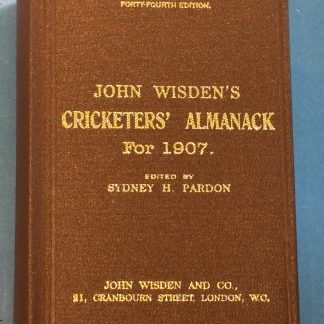 FORTY-FOURTH EDITION.
JOHN WISDEN'S
CRICKETERS' ALMANACK
For 1907.
EDITED BY
SYDNEY H. PARDON
JOHN WISDEN AND CO.,
21, CRANBOURN STREET, LONDON, W.C.